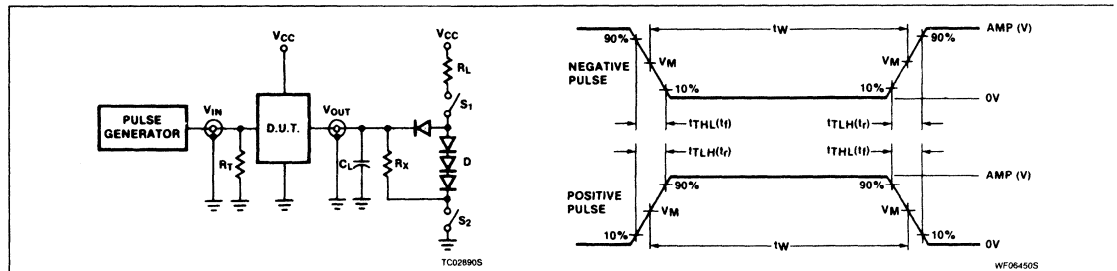 VCC
VCC
RL
S1
PULSE
GENERATOR
VIN
D.U.T.
VOUT
RT
CL
RX
D
S2
TC02890S
90%
tW
90%
AMP (V)
NEGATIVE
PULSE
VM
VM
10%
10%
0V
tTHL(tf)
tTLH(tr)
tTLH(tr)
tTHL(tf)
AMP (V)
90%
90%
POSITIVE
PULSE
VM
VM
10%
tW
10%
0V
WF06450S